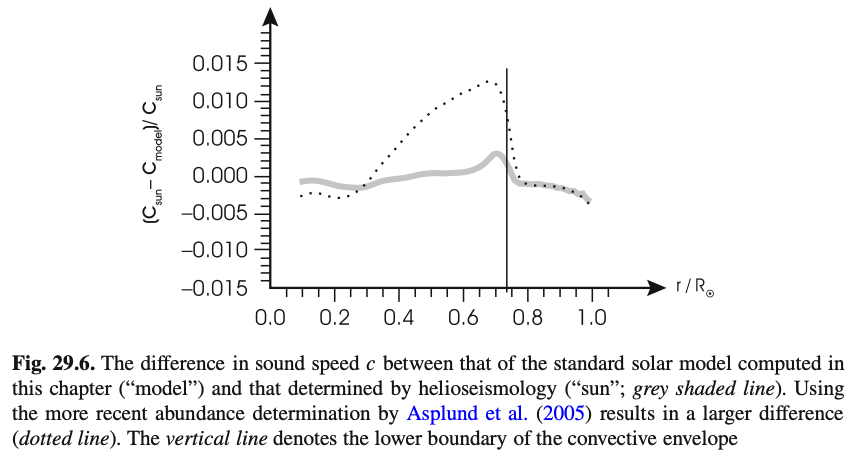 0.015
0.010
0.005
0.000
−0.005
−0.010
−0.015
(C_sun − C_model)/ C_sun
0.0 0.2 0.4 0.6 0.8 1.0
r / R_☉
Fig. 29.6. The difference in sound speed c between that of the standard solar model computed in
this chapter (“model”) and that determined by helioseismology (“sun”; grey shaded line). Using
the more recent abundance determination by Asplund et al. (2005) results in a larger difference
(dotted line). The vertical line denotes the lower boundary of the convective envelope